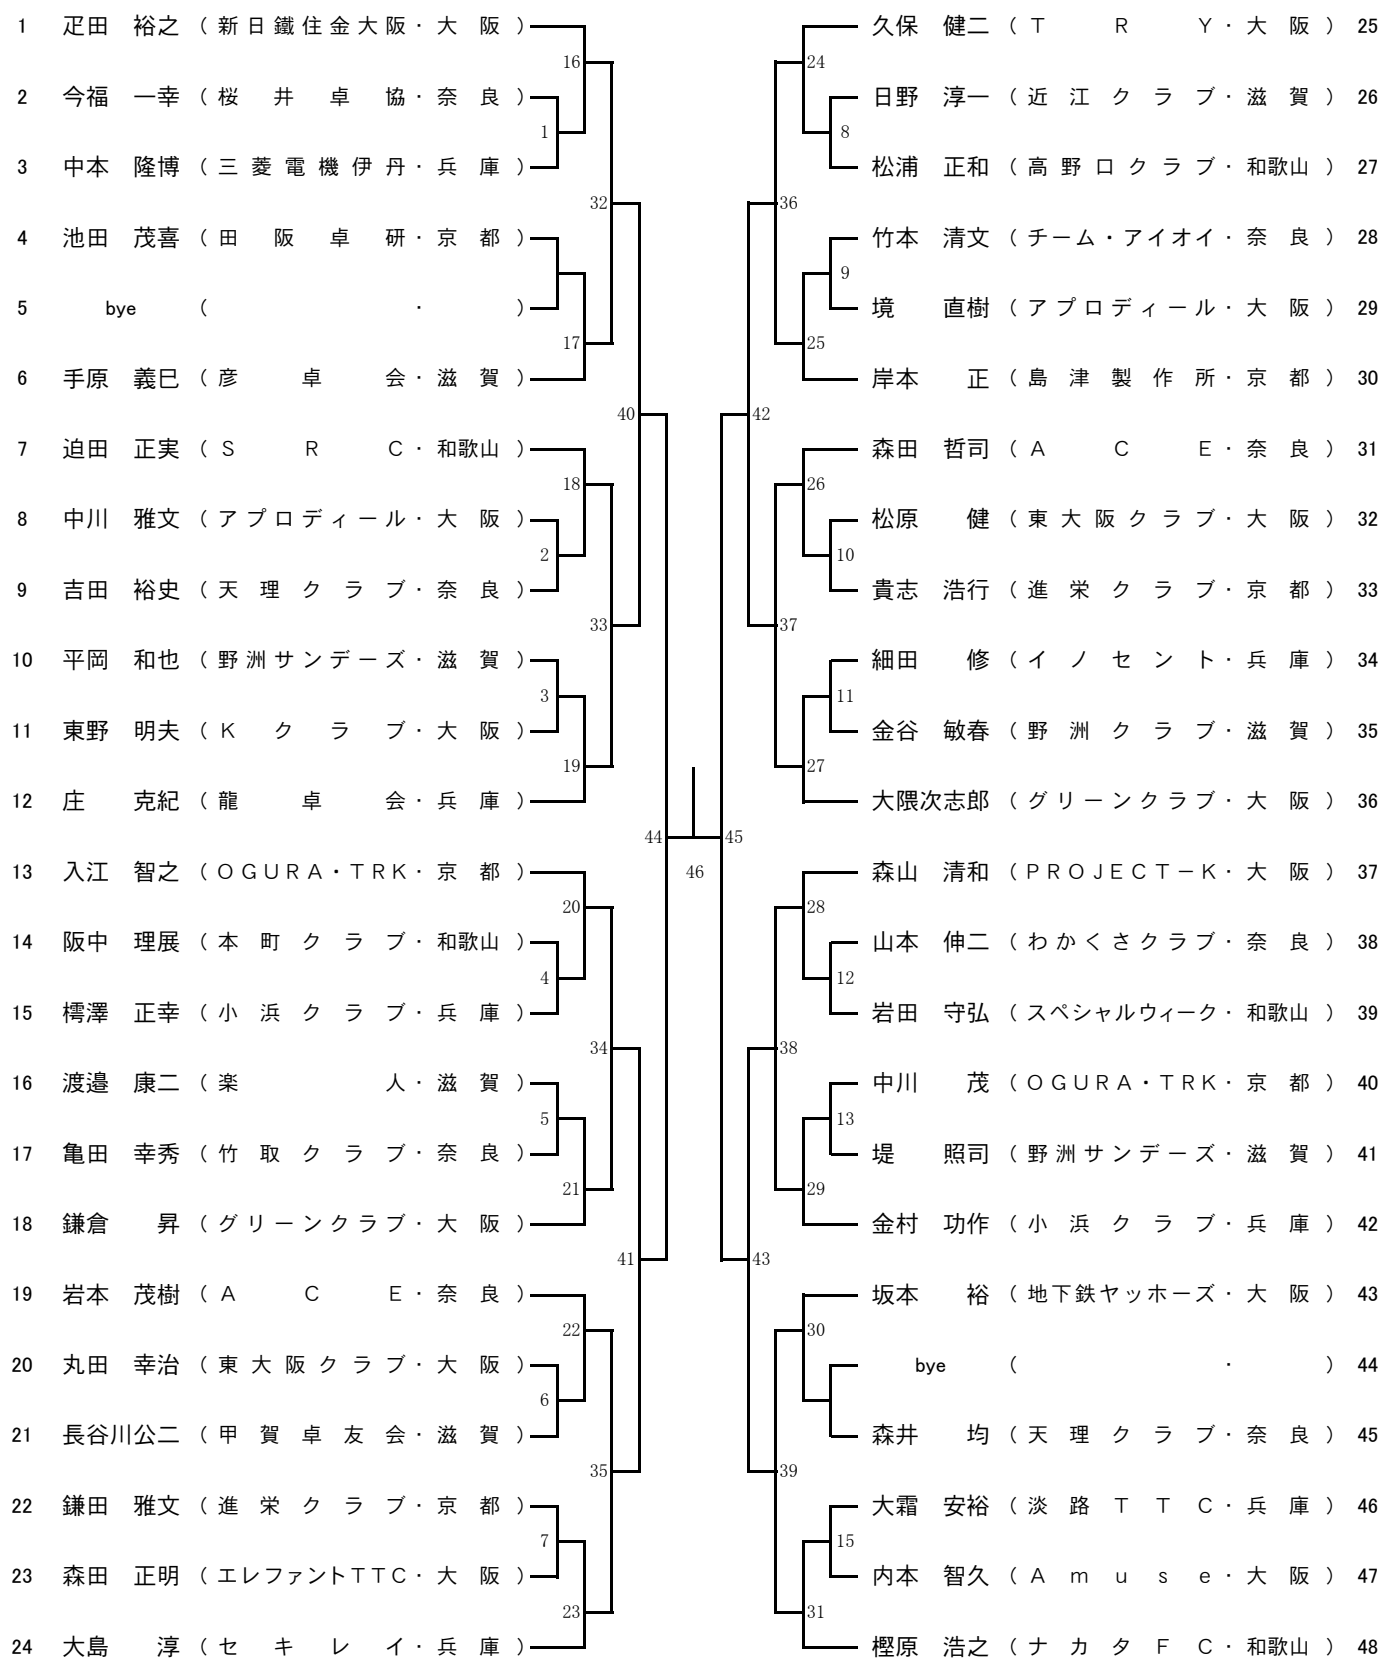 1 疋田 裕之 (新日鐵住金大阪・大 阪)
2 今福 一幸 (桜井卓協・奈 良)
3 中本 隆博 (三菱電機伊丹・兵 庫)
4 池田 茂喜 (田阪卓研・京 都)
5 bye ( ・ )
6 手原 義巳 (彦卓会・滋 賀)
7 迫田 正実 (SRC・和歌山)
8 中川 雅文 (アプロディール・大 阪)
9 吉田 裕史 (天理クラブ・奈 良)
10 平岡 和也 (野洲サンデーズ・滋 賀)
11 東野 明夫 (Kクラブ・大 阪)
12 庄 克紀 (龍卓会・兵 庫)
13 入江 智之 (OGURA・TRK・京 都)
14 阪中 理展 (本町クラブ・和歌山)
15 樗澤 正幸 (小浜クラブ・兵 庫)
16 渡邉 康二 (楽人・滋 賀)
17 亀田 幸秀 (竹取クラブ・奈 良)
18 鎌倉 昇 (グリーンクラブ・大 阪)
19 岩本 茂樹 (ACE・奈 良)
20 丸田 幸治 (東大阪クラブ・大 阪)
21 長谷川公二 (甲賀卓友会・滋 賀)
22 鎌田 雅文 (進栄クラブ・京 都)
23 森田 正明 (エレファントTTC・大 阪)
24 大島 淳 (セキレイ・兵 庫)
16
1
32
17
40
18
2
33
3
19
44
20
4
34
5
21
41
22
6
35
7
23
46
24
8
36
9
25
42
26
10
37
11
27
45
28
12
38
13
29
43
30
39
15
31
久保 健二 (TRY・大 阪) 25
日野 淳一 (近江クラブ・滋 賀) 26
松浦 正和 (高野口クラブ・和歌山) 27
竹本 清文 (チーム・アイオイ・奈 良) 28
境 直樹 (アプロディール・大 阪) 29
岸本 正 (島津製作所・京 都) 30
森田 哲司 (ACE・奈 良) 31
松原 健 (東大阪クラブ・大 阪) 32
貴志 浩行 (進栄クラブ・京 都) 33
細田 修 (イノセント・兵 庫) 34
金谷 敏春 (野洲クラブ・滋 賀) 35
大隈次志郎 (グリーンクラブ・大 阪) 36
森山 清和 (PROJECT-K・大 阪) 37
山本 伸二 (わかくさクラブ・奈 良) 38
岩田 守弘 (スペシャルウィーク・和歌山) 39
中川 茂 (OGURA・TRK・京 都) 40
堤 照司 (野洲サンデーズ・滋 賀) 41
金村 功作 (小浜クラブ・兵 庫) 42
坂本 裕 (地下鉄ヤッホーズ・大 阪) 43
bye ( ・ ) 44
森井 均 (天理クラブ・奈 良) 45
大霜 安裕 (淡路TTC・兵 庫) 46
内本 智久 (Amuse・大 阪) 47
樫原 浩之 (ナカタFC・和歌山) 48